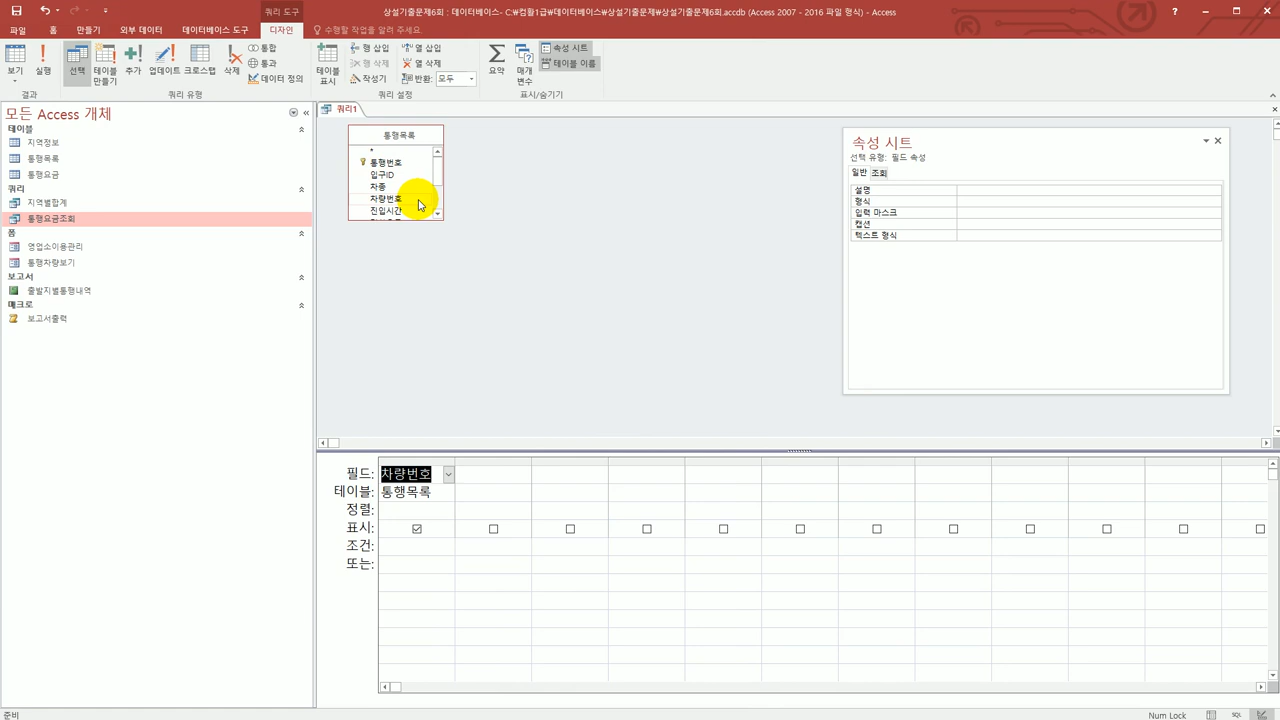 쿼리 도구
상설기출문제6회 : 데이터베이스- C:₩컴활1급₩데이터베이스₩상설기출문제₩상설기출문제6회.accdb (Access 2007 - 2016 파일 형식) - Access
파일 홈 만들기 외부 데이터 데이터베이스 도구 디자인 수행할 작업을 알려 주세요.
보기 실행 선택 테이블 만들기 추가 업데이트 크로스탭 삭제 통합 통과 데이터 정의
테이블 표시 행 삽입 행 삭제 작성기 열 삽입 열 삭제 반환: 모두 요약 매개 변수 속성 시트 테이블 이름
결과 쿼리 유형 쿼리 설정 표시/숨기기
모든 Access 개체
테이블
지역정보
통행목록
통행요금
쿼리
지역별합계
통행요금조회
폼
영업소이용관리
통행차량보기
보고서
출발지별통행내역
매크로
보고서출력
쿼리1
통행목록
*
통행번호
입구ID
차종
차량번호
진입시간
속성 시트
선택 유형: 필드 속성
일반 조회
설명
형식
입력 마스크
캡션
텍스트 형식
필드: 차량번호
테이블: 통행목록
정렬:
표시:
조건:
또는:
준비
Num Lock
SQL